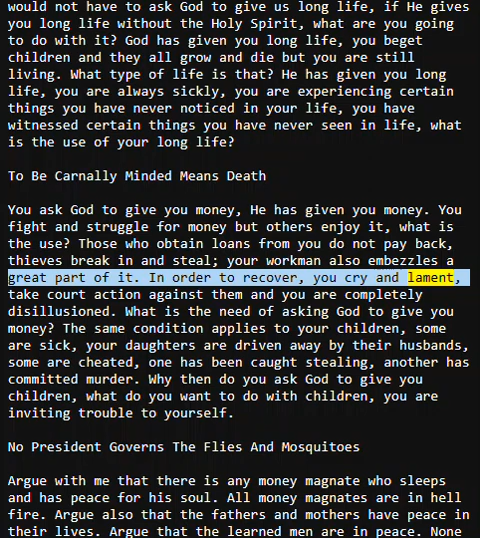 would not have to ask God to give us long life, if He gives
you long life without the Holy Spirit, what are you going
to do with it? God has given you long life, you beget
children and they all grow and die but you are still
living. What type of life is that? He has given you long
life, you are always sickly, you are experiencing certain
things you have never noticed in your life, you have
witnessed certain things you have never seen in life, what
is the use of your long life?

To Be Carnally Minded Means Death

You ask God to give you money, He has given you money. You
fight and struggle for money but others enjoy it, what is
the use? Those who obtain loans from you do not pay back,
thieves break in and steal; your workman also embezzles a
great part of it. In order to recover, you cry and lament,
take court action against them and you are completely
disillusioned. What is the need of asking God to give you
money? The same condition applies to your children, some
are sick, your daughters are driven away by their husbands,
some are cheated, one has been caught stealing, another has
committed murder. Why then do you ask God to give you
children, what do you want to do with children, you are
inviting trouble to yourself.

No President Governs The Flies And Mosquitoes

Argue with me that there is any money magnate who sleeps
and has peace for his soul. All money magnates are in hell
fire. Argue also that the fathers and mothers have peace in
their lives. Argue that the learned men are in peace. None